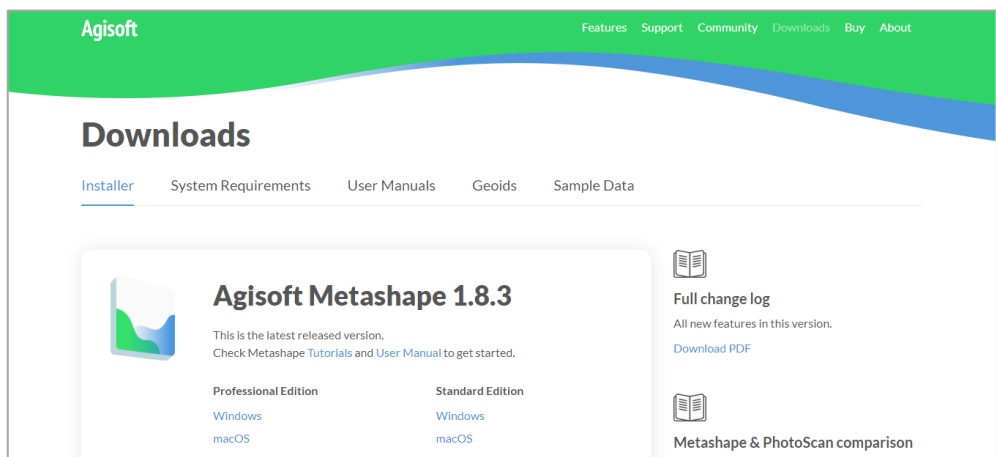 Agisoft
Features Support Community Downloads Buy About
Downloads
Installer System Requirements User Manuals Geoids Sample Data
Agisoft Metashape 1.8.3
This is the latest released version.
Check Metashape Tutorials and User Manual to get started.
Professional Edition
Windows
macOS
Standard Edition
Windows
macOS
Full change log
All new features in this version.
Download PDF
Metashape & PhotoScan comparison